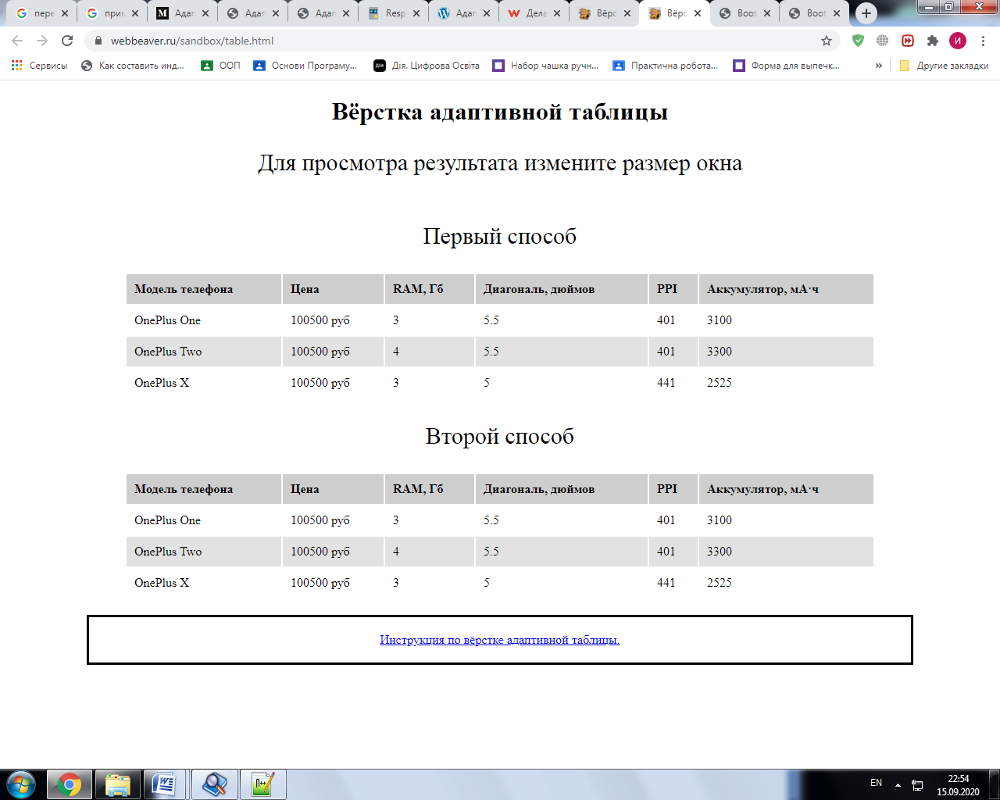 пере
прим
Адап
Адап
Адап
Resp
Адап
Дела
Вёрс
Вёрс
Boot
Boot
webbeaver.ru/sandbox/table.html
И
Сервисы Как составить инд... ООП Основи Програму... Дія. Цифрова Освіта Набор чашка ручн... Практична робота... Форма для выпечк... » Другие закладки
Вёрстка адаптивной таблицы
Для просмотра результата измените размер окна
Первый способ
Модель телефона Цена RAM, Гб Диагональ, дюймов PPI Аккумулятор, мА·ч
OnePlus One 100500 руб 3 5.5 401 3100
OnePlus Two 100500 руб 4 5.5 401 3300
OnePlus X 100500 руб 3 5 441 2525
Второй способ
Модель телефона Цена RAM, Гб Диагональ, дюймов PPI Аккумулятор, мА·ч
OnePlus One 100500 руб 3 5.5 401 3100
OnePlus Two 100500 руб 4 5.5 401 3300
OnePlus X 100500 руб 3 5 441 2525
Инструкция по вёрстке адаптивной таблицы.
EN 22:54
15.09.2020